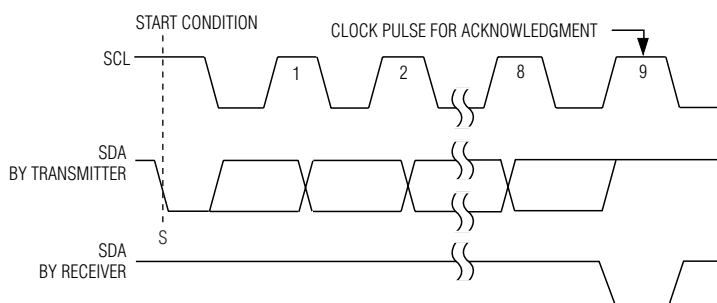 START CONDITION
CLOCK PULSE FOR ACKNOWLEDGMENT
SCL
1
2
8
9
SDA
BY TRANSMITTER
S
SDA
BY RECEIVER